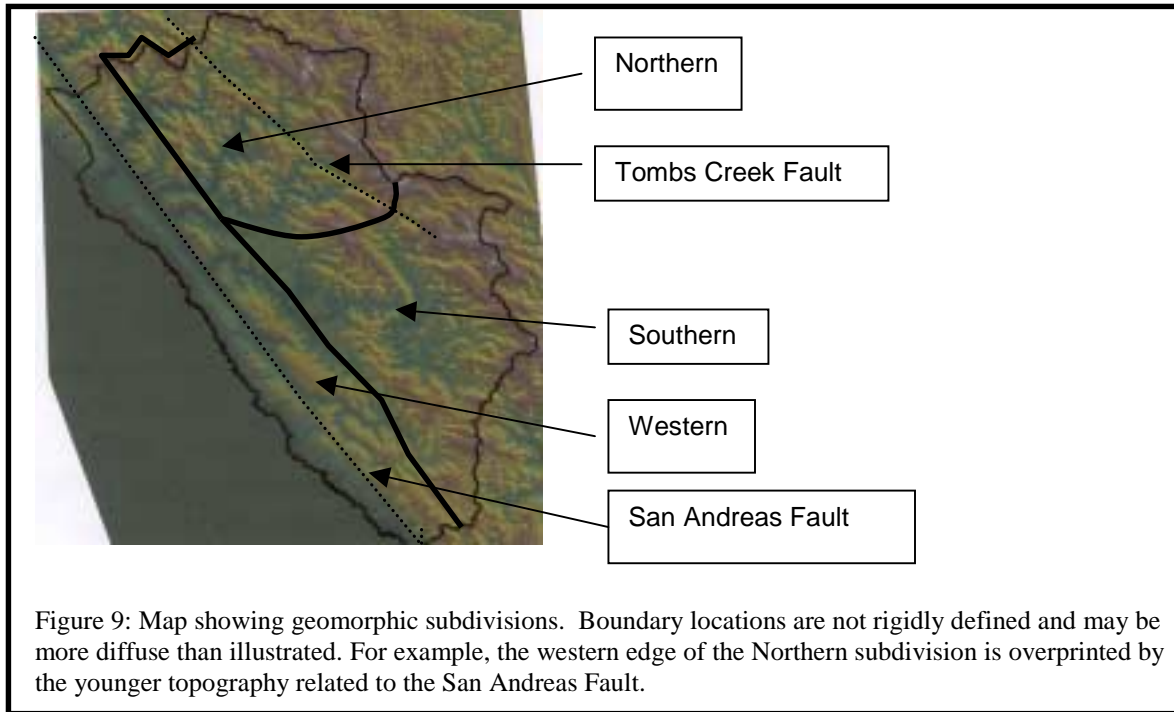 Northern
Tombs Creek Fault
Southern
Western
San Andreas Fault
Figure 9: Map showing geomorphic subdivisions. Boundary locations are not rigidly defined and may be
more diffuse than illustrated. For example, the western edge of the Northern subdivision is overprinted by
the younger topography related to the San Andreas Fault.